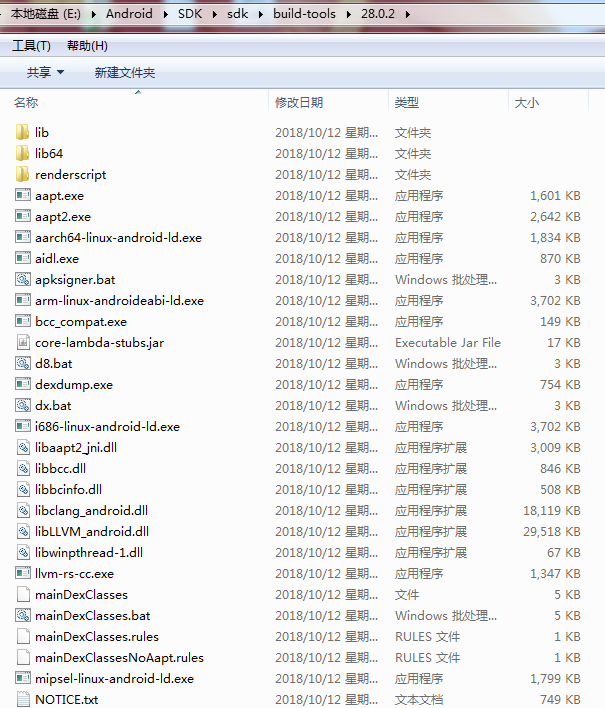 本地磁盘 (E:) Android SDK sdk build-tools 28.0.2
工具(T) 帮助(H)
共享 新建文件夹
名称 修改日期 类型 大小
lib 2018/10/12 星期... 文件夹
lib64 2018/10/12 星期... 文件夹
renderscript 2018/10/12 星期... 文件夹
aapt.exe 2018/10/12 星期... 应用程序 1,601 KB
aapt2.exe 2018/10/12 星期... 应用程序 2,642 KB
aarch64-linux-android-ld.exe 2018/10/12 星期... 应用程序 1,834 KB
aidl.exe 2018/10/12 星期... 应用程序 870 KB
apksigner.bat 2018/10/12 星期... Windows 批处理... 3 KB
arm-linux-androideabi-ld.exe 2018/10/12 星期... 应用程序 3,702 KB
bcc_compat.exe 2018/10/12 星期... 应用程序 149 KB
core-lambda-stubs.jar 2018/10/12 星期... Executable Jar File 17 KB
d8.bat 2018/10/12 星期... Windows 批处理... 3 KB
dexdump.exe 2018/10/12 星期... 应用程序 754 KB
dx.bat 2018/10/12 星期... Windows 批处理... 3 KB
i686-linux-android-ld.exe 2018/10/12 星期... 应用程序 3,702 KB
libaapt2_jni.dll 2018/10/12 星期... 应用程序扩展 3,009 KB
libbcc.dll 2018/10/12 星期... 应用程序扩展 846 KB
libbcinfo.dll 2018/10/12 星期... 应用程序扩展 508 KB
libclang_android.dll 2018/10/12 星期... 应用程序扩展 18,119 KB
libLLVM_android.dll 2018/10/12 星期... 应用程序扩展 29,518 KB
libwinpthread-1.dll 2018/10/12 星期... 应用程序扩展 67 KB
llvm-rs-cc.exe 2018/10/12 星期... 应用程序 1,347 KB
mainDexClasses 2018/10/12 星期... 文件 5 KB
mainDexClasses.bat 2018/10/12 星期... Windows 批处理... 5 KB
mainDexClasses.rules 2018/10/12 星期... RULES 文件 1 KB
mainDexClassesNoAapt.rules 2018/10/12 星期... RULES 文件 1 KB
mipsel-linux-android-ld.exe 2018/10/12 星期... 应用程序 1,799 KB
NOTICE.txt 2018/10/12 星期... 文本文档 749 KB